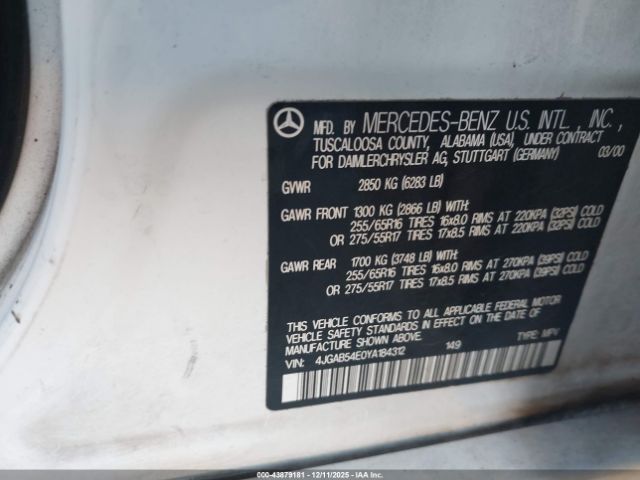 MFD. BY MERCEDES-BENZ U.S. INTL., INC.,
TUSCALOOSA COUNTY, ALABAMA (USA), UNDER CONTRACT
FOR DAIMLERCHRYSLER AG, STUTTGART (GERMANY) 03/00
GVWR 2850 KG (6283 LB)
GAWR FRONT 1300 KG (2866 LB) WITH:
255/65R16 TIRES 16x8.0 RIMS AT 220KPA (32PSI) COLD
OR 275/55R17 TIRES 17x8.5 RIMS AT 220KPA (32PSI) COLD
GAWR REAR 1700 KG (3748 LB) WITH:
255/65R16 TIRES 16x8.0 RIMS AT 270KPA (39PSI) COLD
OR 275/55R17 TIRES 17x8.5 RIMS AT 270KPA (39PSI) COLD
THIS VEHICLE CONFORMS TO ALL APPLICABLE FEDERAL MOTOR
VEHICLE SAFETY STANDARDS IN EFFECT ON THE DATE OF
MANUFACTURE SHOWN ABOVE.
VIN: 4JGAB54E0YA184312 149 TYPE: MPV
000-43879181 - 12/11/2025 - IAA Inc.